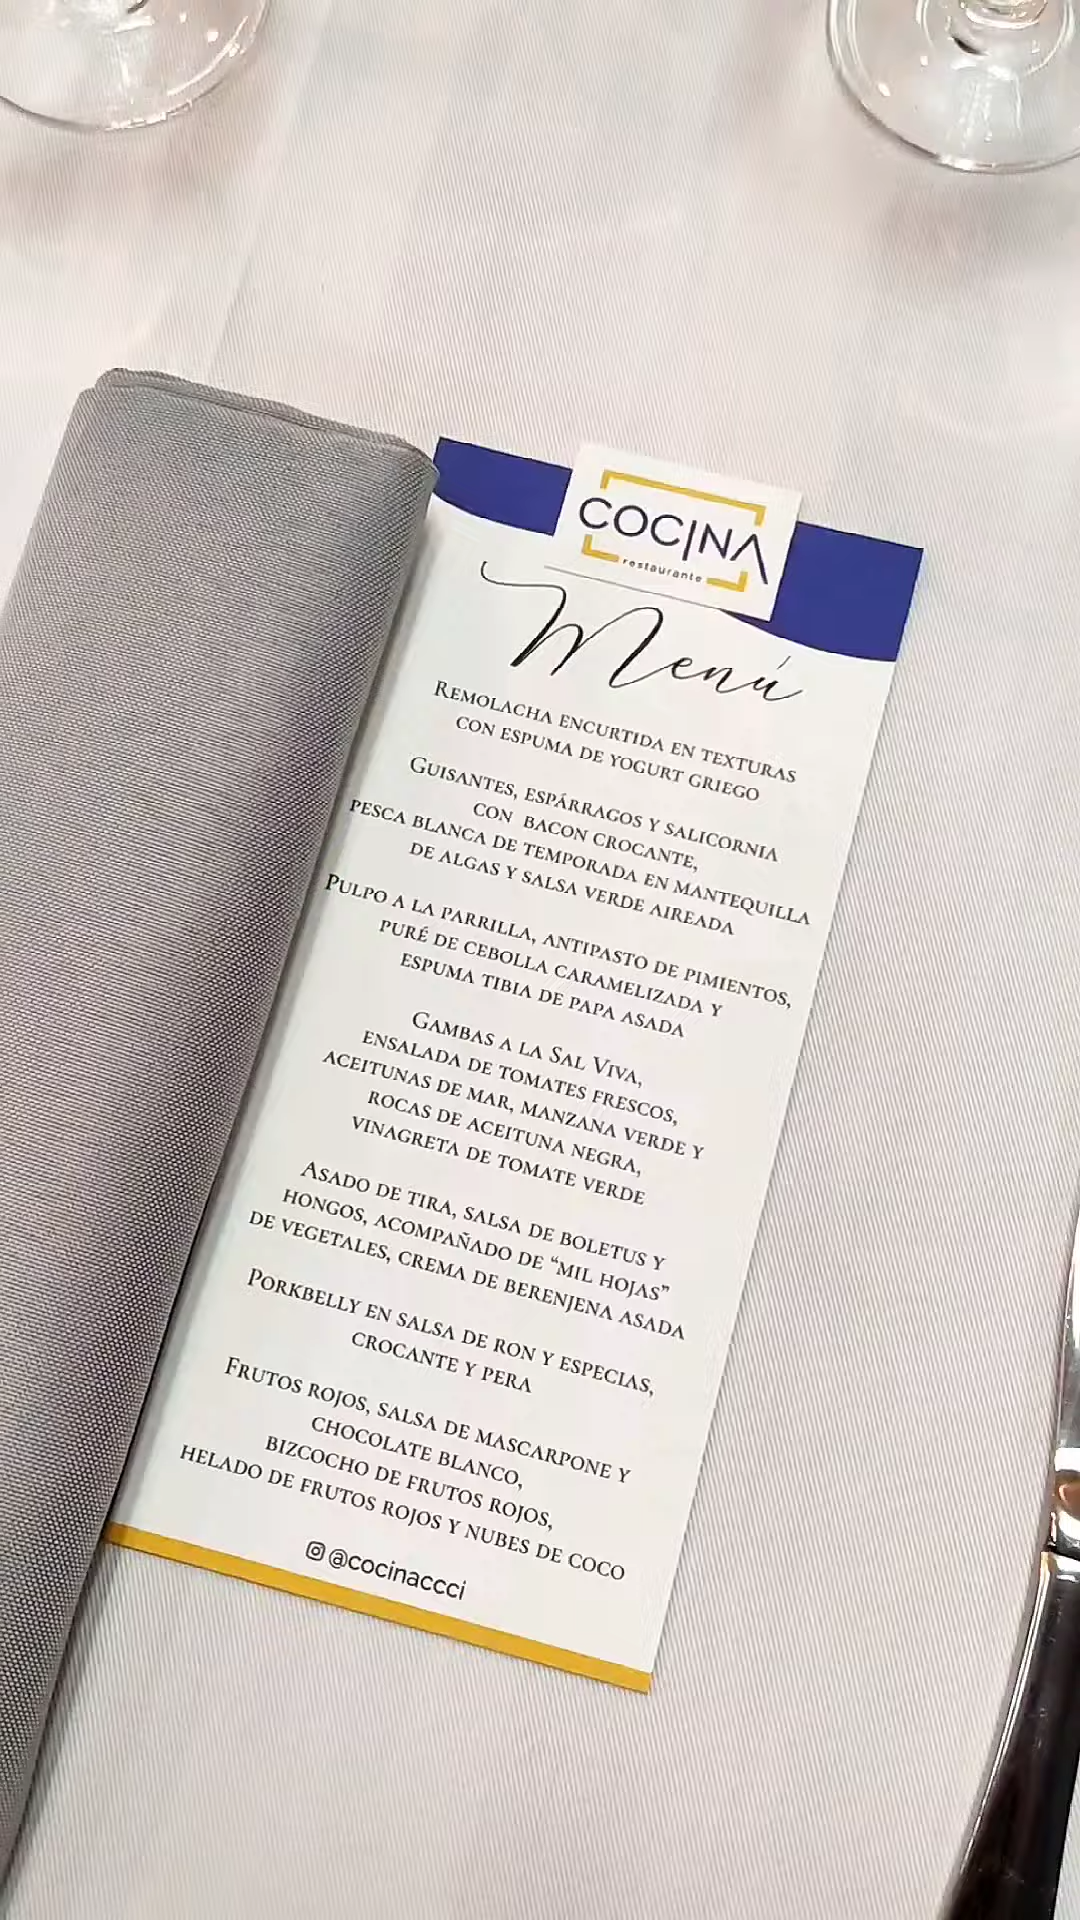 COCINA
restaurante
Menú
Remolacha encurtida en texturas
con espuma de yogurt griego
Guisantes, espárragos y salicornia
con bacon crocante,
pesca blanca de temporada en mantequilla
de algas y salsa verde aireada
Pulpo a la parrilla, antipasto de pimientos,
puré de cebolla caramelizada y
espuma tibia de papa asada
Gambas a la Sal Viva,
ensalada de tomates frescos,
aceitunas de mar, manzana verde y
rocas de aceituna negra,
vinagreta de tomate verde
Asado de tira, salsa de boletus y
hongos, acompañado de “mil hojas”
de vegetales, crema de berenjena asada
Porkbelly en salsa de ron y especias,
crocante y pera
Frutos rojos, salsa de mascarpone y
chocolate blanco,
bizcocho de frutos rojos,
helado de frutos rojos y nubes de coco
@cocinaccci